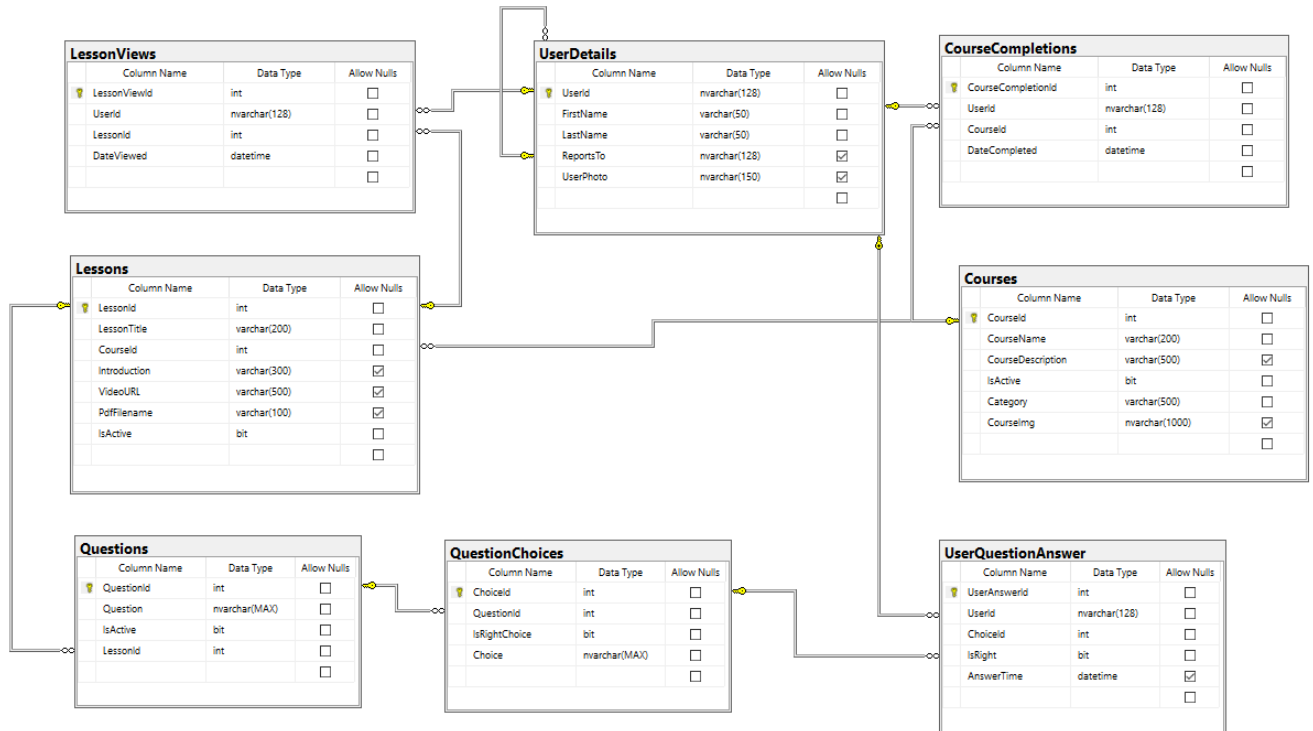 LessonViews
Column Name Data Type Allow Nulls
LessonViewId int
UserId nvarchar(128)
LessonId int
DateViewed datetime
UserDetails
Column Name Data Type Allow Nulls
UserId nvarchar(128)
FirstName varchar(50)
LastName varchar(50)
ReportsTo nvarchar(128)
UserPhoto nvarchar(150)
CourseCompletions
Column Name Data Type Allow Nulls
CourseCompletionId int
UserId nvarchar(128)
CourseId int
DateCompleted datetime
Lessons
Column Name Data Type Allow Nulls
LessonId int
LessonTitle varchar(200)
CourseId int
Introduction varchar(300)
VideoURL varchar(500)
PdfFilename varchar(100)
IsActive bit
Courses
Column Name Data Type Allow Nulls
CourseId int
CourseName varchar(200)
CourseDescription varchar(500)
IsActive bit
Category varchar(500)
CourseImg nvarchar(1000)
Questions
Column Name Data Type Allow Nulls
QuestionId int
Question nvarchar(MAX)
IsActive bit
LessonId int
QuestionChoices
Column Name Data Type Allow Nulls
ChoiceId int
QuestionId int
IsRightChoice bit
Choice nvarchar(MAX)
UserQuestionAnswer
Column Name Data Type Allow Nulls
UserAnswerId int
UserId nvarchar(128)
ChoiceId int
IsRight bit
AnswerTime datetime